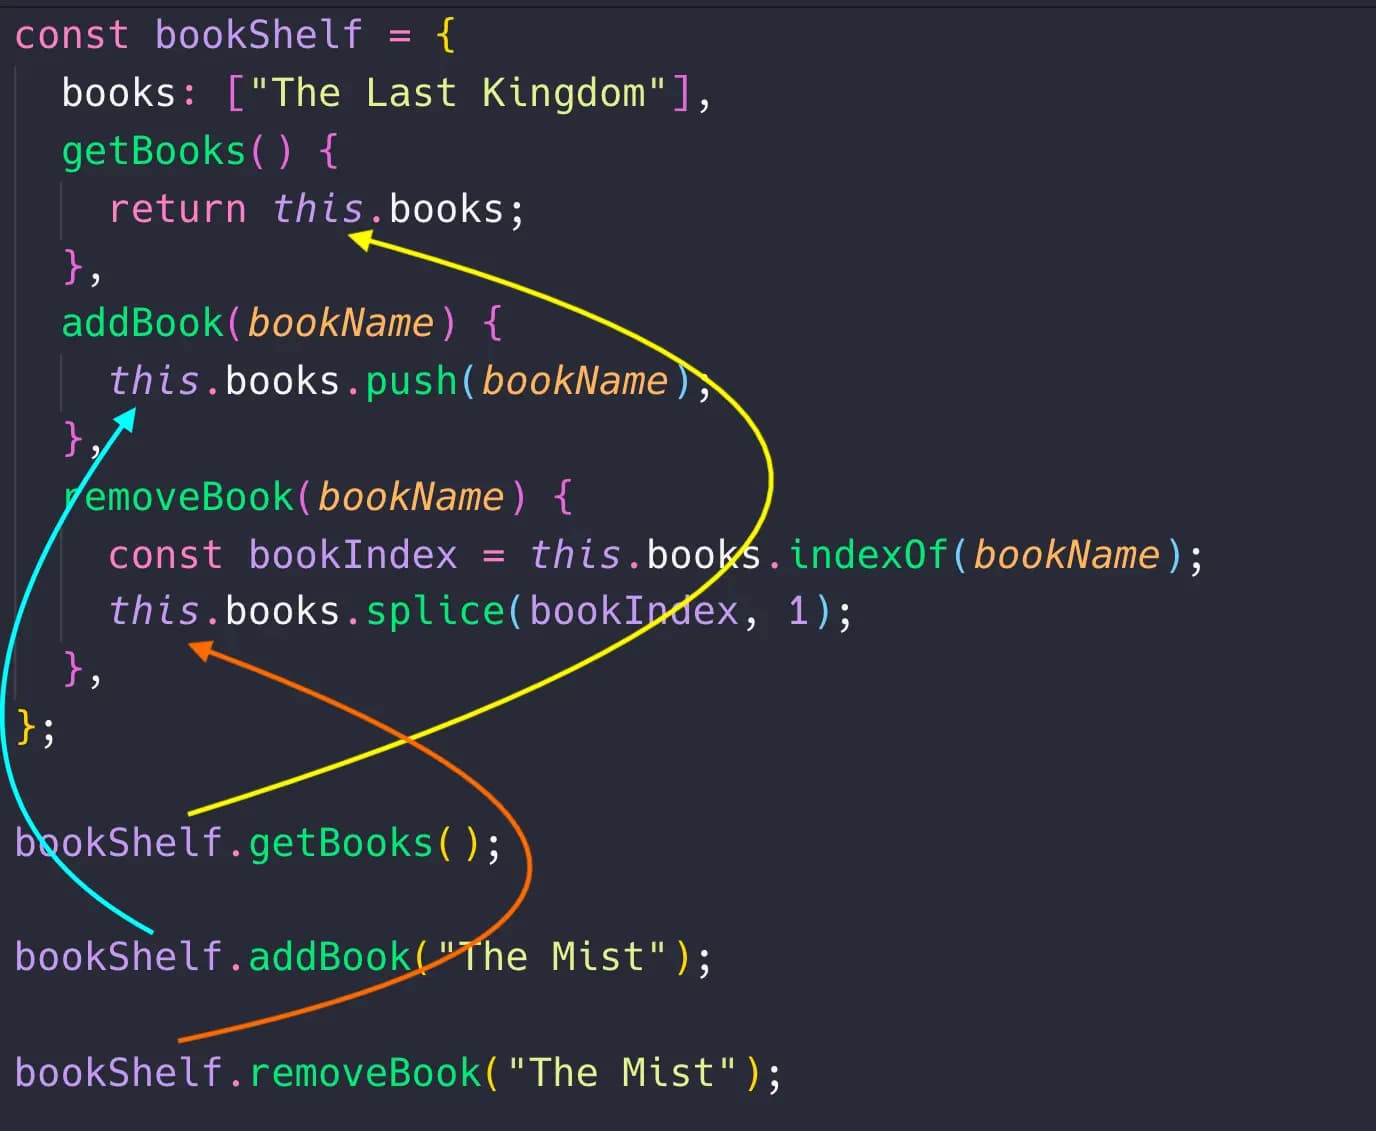 const bookShelf = {
books: ["The Last Kingdom"],
getBooks() {
return this.books;
},
addBook(bookName) {
this.books.push(bookName);
},
removeBook(bookName) {
const bookIndex = this.books.indexOf(bookName);
this.books.splice(bookIndex, 1);
},
};
bookShelf.getBooks();
bookShelf.addBook("The Mist");
bookShelf.removeBook("The Mist");